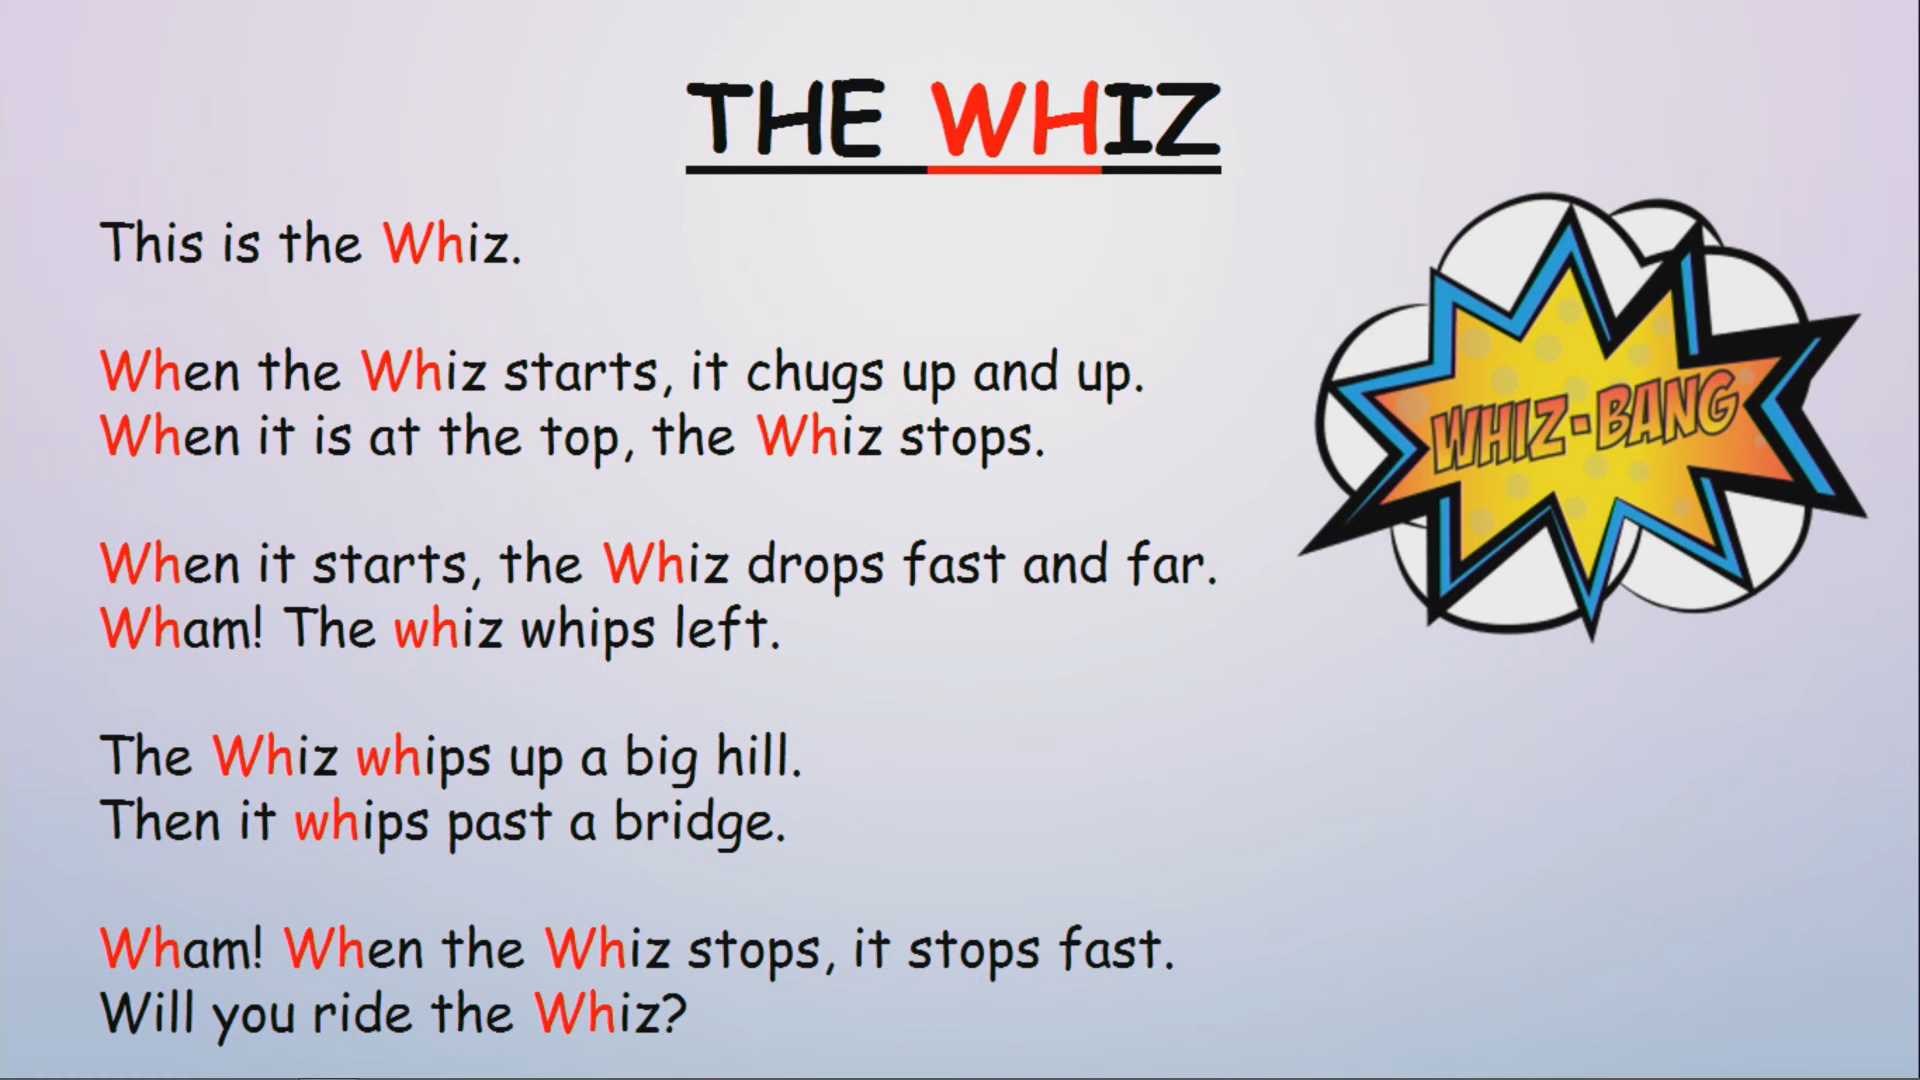 THE WHIZ
This is the Whiz.
When the Whiz starts, it chugs up and up.
When it is at the top, the Whiz stops.
When it starts, the Whiz drops fast and far.
Wham! The whiz whips left.
The Whiz whips up a big hill.
Then it whips past a bridge.
Wham! When the Whiz stops, it stops fast.
Will you ride the Whiz?
WHIZ-BANG